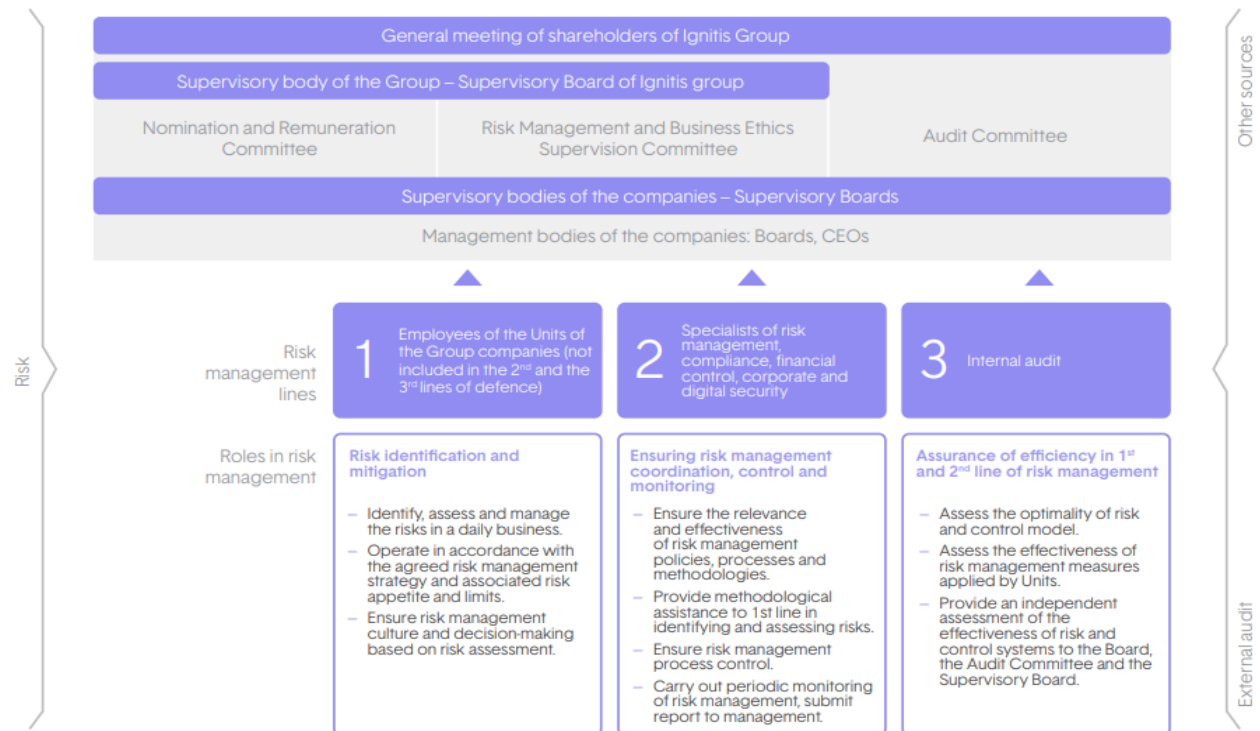 General meeting of shareholders of Ignitis Group
Supervisory body of the Group – Supervisory Board of Ignitis group
Nomination and Remuneration
Committee
Risk Management and Business Ethics
Supervision Committee
Audit Committee
Supervisory bodies of the companies – Supervisory Boards
Management bodies of the companies: Boards, CEOs
Risk
Other sources
External audit
Risk
management
lines
1
Employees of the Units of
the Group companies (not
included in the 2nd and the
3rd lines of defence)
2
Specialists of risk
management,
compliance, financial
control, corporate and
digital security
3
Internal audit
Roles in risk
management
Risk identification and
mitigation
– Identify, assess and manage
the risks in a daily business.
– Operate in accordance with
the agreed risk management
strategy and associated risk
appetite and limits.
– Ensure risk management
culture and decision-making
based on risk assessment.
Ensuring risk management
coordination, control and
monitoring
– Ensure the relevance
and effectiveness
of risk management
policies, processes and
methodologies.
– Provide methodological
assistance to 1st line in
identifying and assessing risks.
– Ensure risk management
process control.
– Carry out periodic monitoring
of risk management, submit
report to management.
Assurance of efficiency in 1st
and 2nd line of risk management
– Assess the optimality of risk
and control model.
– Assess the effectiveness of
risk management measures
applied by Units.
– Provide an independent
assessment of the
effectiveness of risk and
control systems to the Board,
the Audit Committee and the
Supervisory Board.